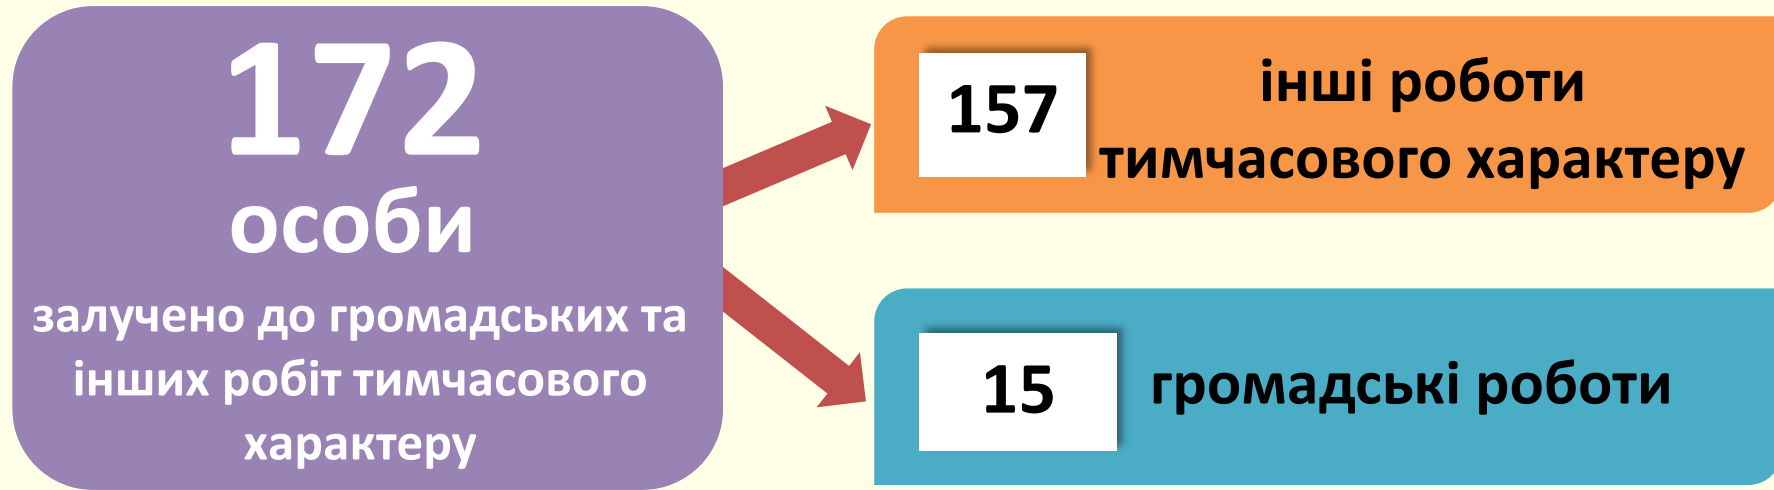 172
особи
залучено до громадських та
інших робіт тимчасового
характеру
157
інші роботи
тимчасового характеру
15
громадські роботи